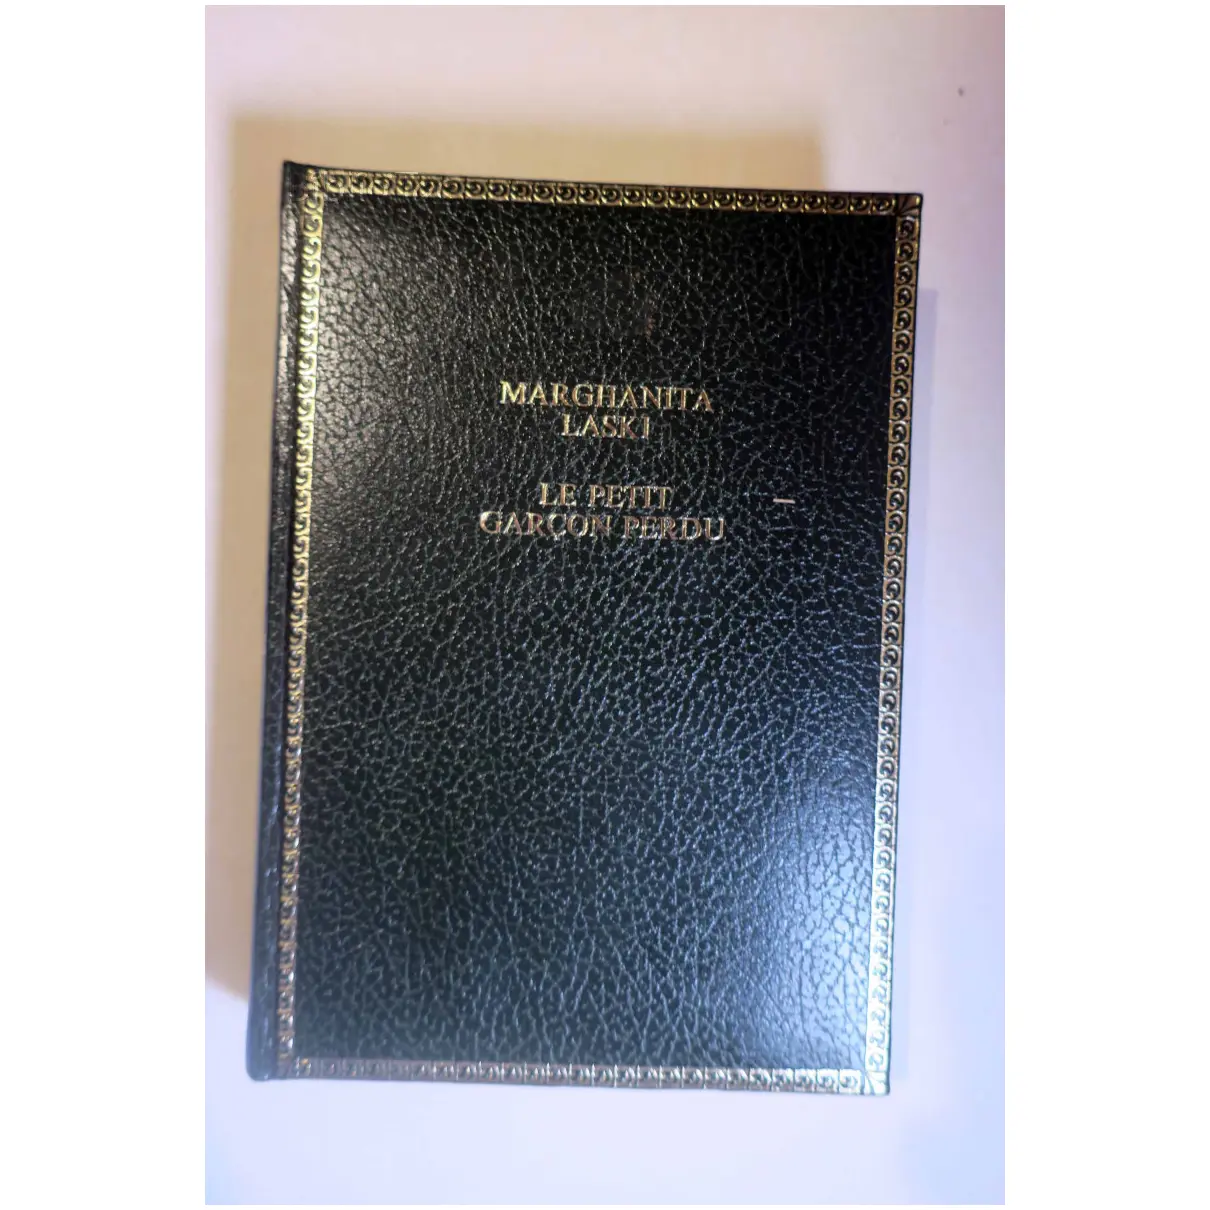 MARGHANITA
LASKI
LE PETIT
GARÇON PERDU